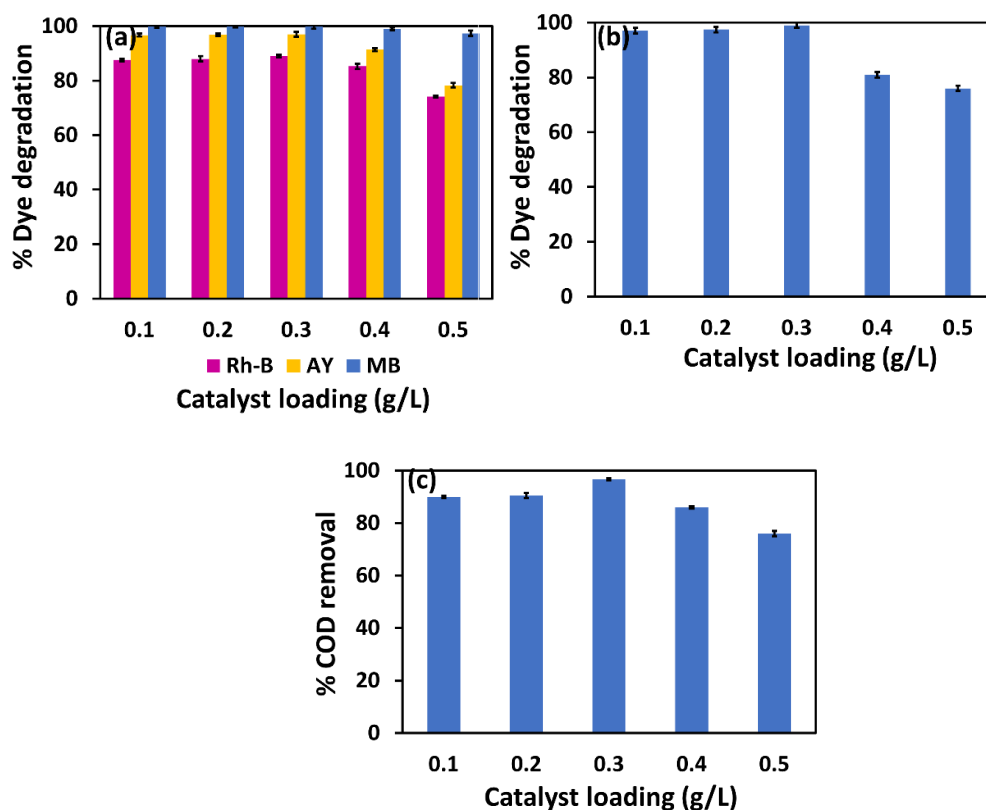 (a)
% Dye degradation
100
80
60
40
20
0
0.1 0.2 0.3 0.4 0.5
Rh-B AY MB
Catalyst loading (g/L)
(b)
% Dye degradation
100
80
60
40
20
0
0.1 0.2 0.3 0.4 0.5
Catalyst loading (g/L)
(c)
% COD removal
100
80
60
40
20
0
0.1 0.2 0.3 0.4 0.5
Catalyst loading (g/L)